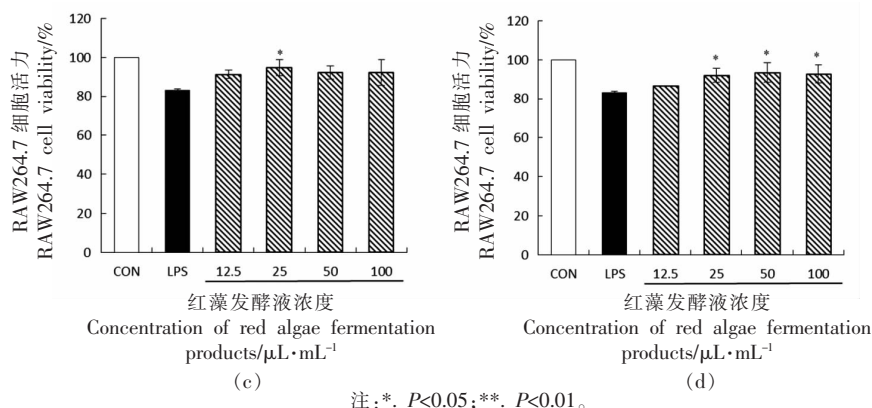 120
100
80
60
40
20
0
RAW264.7 细胞活力
RAW264.7 cell viability/%
*
CON LPS 12.5 25 50 100
红藻发酵液浓度
Concentration of red algae fermentation
products/μL·mL⁻¹
(c)
120
100
80
60
40
20
0
RAW264.7 细胞活力
RAW264.7 cell viability/%
* * *
CON LPS 12.5 25 50 100
红藻发酵液浓度
Concentration of red algae fermentation
products/μL·mL⁻¹
(d)
注:*. P<0.05;**. P<0.01。